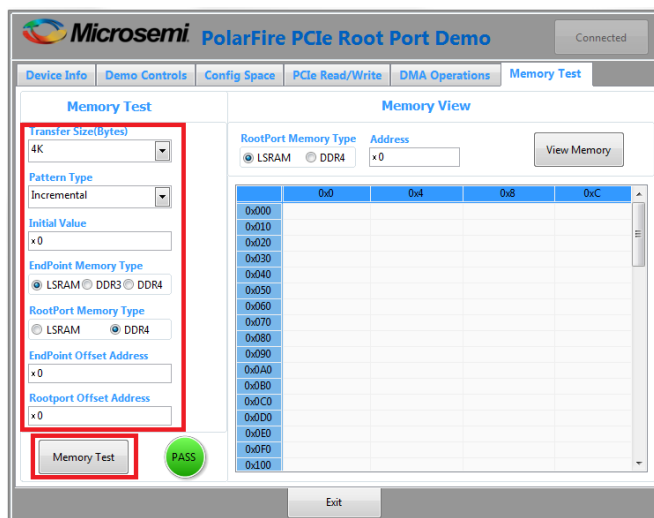 Microsemi. PolarFire PCIe Root Port Demo Connected
Device Info Demo Controls Config Space PCIe Read/Write DMA Operations Memory Test
Memory Test
Transfer Size(Bytes)
4K
Pattern Type
Incremental
Initial Value
x 0
EndPoint Memory Type
LSRAM DDR3 DDR4
RootPort Memory Type
LSRAM DDR4
EndPoint Offset Address
x 0
Rootport Offset Address
x 0
Memory Test PASS
Memory View
RootPort Memory Type Address
LSRAM DDR4 x 0 View Memory
0x0 0x4 0x8 0xC
0x000
0x010
0x020
0x030
0x040
0x050
0x060
0x070
0x080
0x090
0x0A0
0x0B0
0x0C0
0x0D0
0x0E0
0x0F0
0x100
Exit